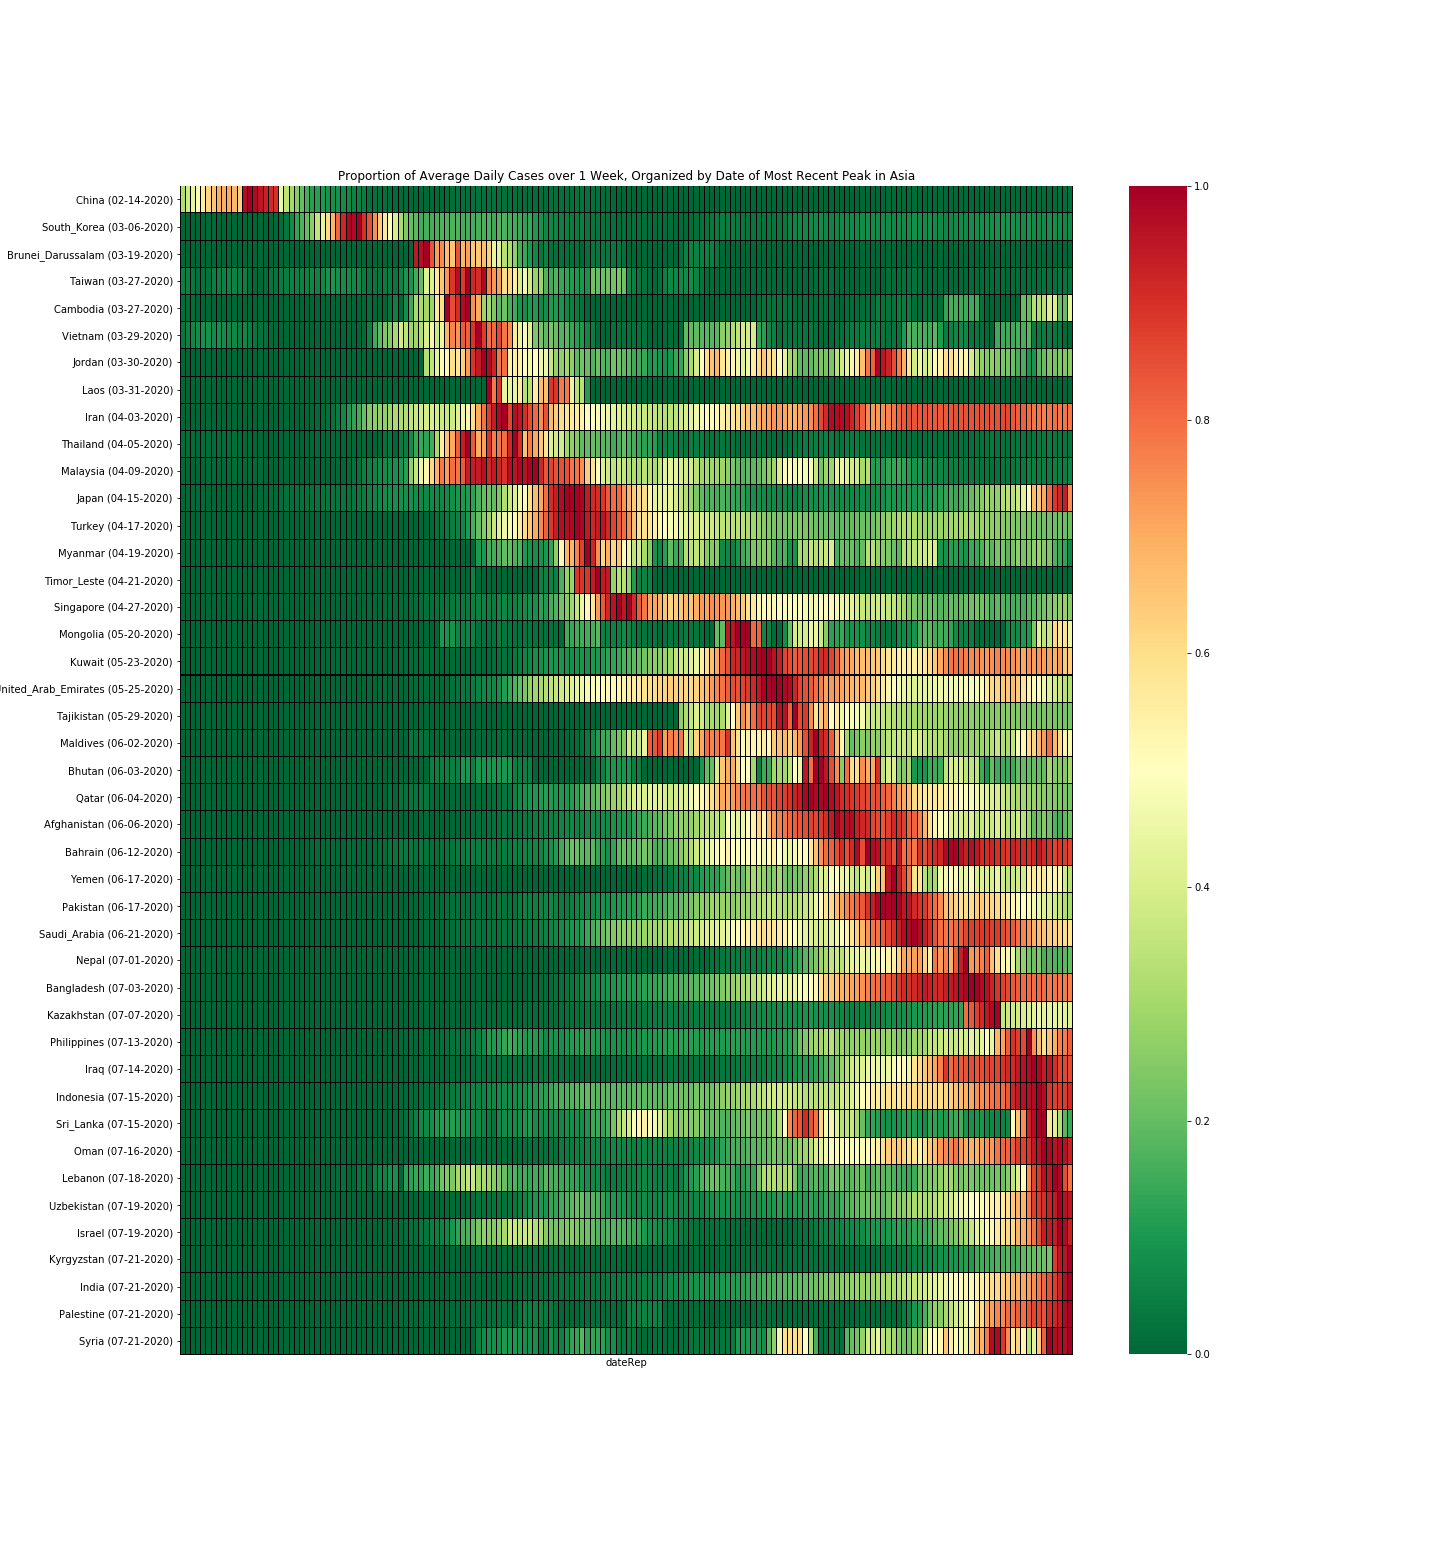 Proportion of Average Daily Cases over 1 Week, Organized by Date of Most Recent Peak in Asia
China (02-14-2020)
South_Korea (03-06-2020)
Brunei_Darussalam (03-19-2020)
Taiwan (03-27-2020)
Cambodia (03-27-2020)
Vietnam (03-29-2020)
Jordan (03-30-2020)
Laos (03-31-2020)
Iran (04-03-2020)
Thailand (04-05-2020)
Malaysia (04-09-2020)
Japan (04-15-2020)
Turkey (04-17-2020)
Myanmar (04-19-2020)
Timor_Leste (04-21-2020)
Singapore (04-27-2020)
Mongolia (05-20-2020)
Kuwait (05-23-2020)
nited_Arab_Emirates (05-25-2020)
Tajikistan (05-29-2020)
Maldives (06-02-2020)
Bhutan (06-03-2020)
Qatar (06-04-2020)
Afghanistan (06-06-2020)
Bahrain (06-12-2020)
Yemen (06-17-2020)
Pakistan (06-17-2020)
Saudi_Arabia (06-21-2020)
Nepal (07-01-2020)
Bangladesh (07-03-2020)
Kazakhstan (07-07-2020)
Philippines (07-13-2020)
Iraq (07-14-2020)
Indonesia (07-15-2020)
Sri_Lanka (07-15-2020)
Oman (07-16-2020)
Lebanon (07-18-2020)
Uzbekistan (07-19-2020)
Israel (07-19-2020)
Kyrgyzstan (07-21-2020)
India (07-21-2020)
Palestine (07-21-2020)
Syria (07-21-2020)
dateRep
1.0
0.8
0.6
0.4
0.2
0.0